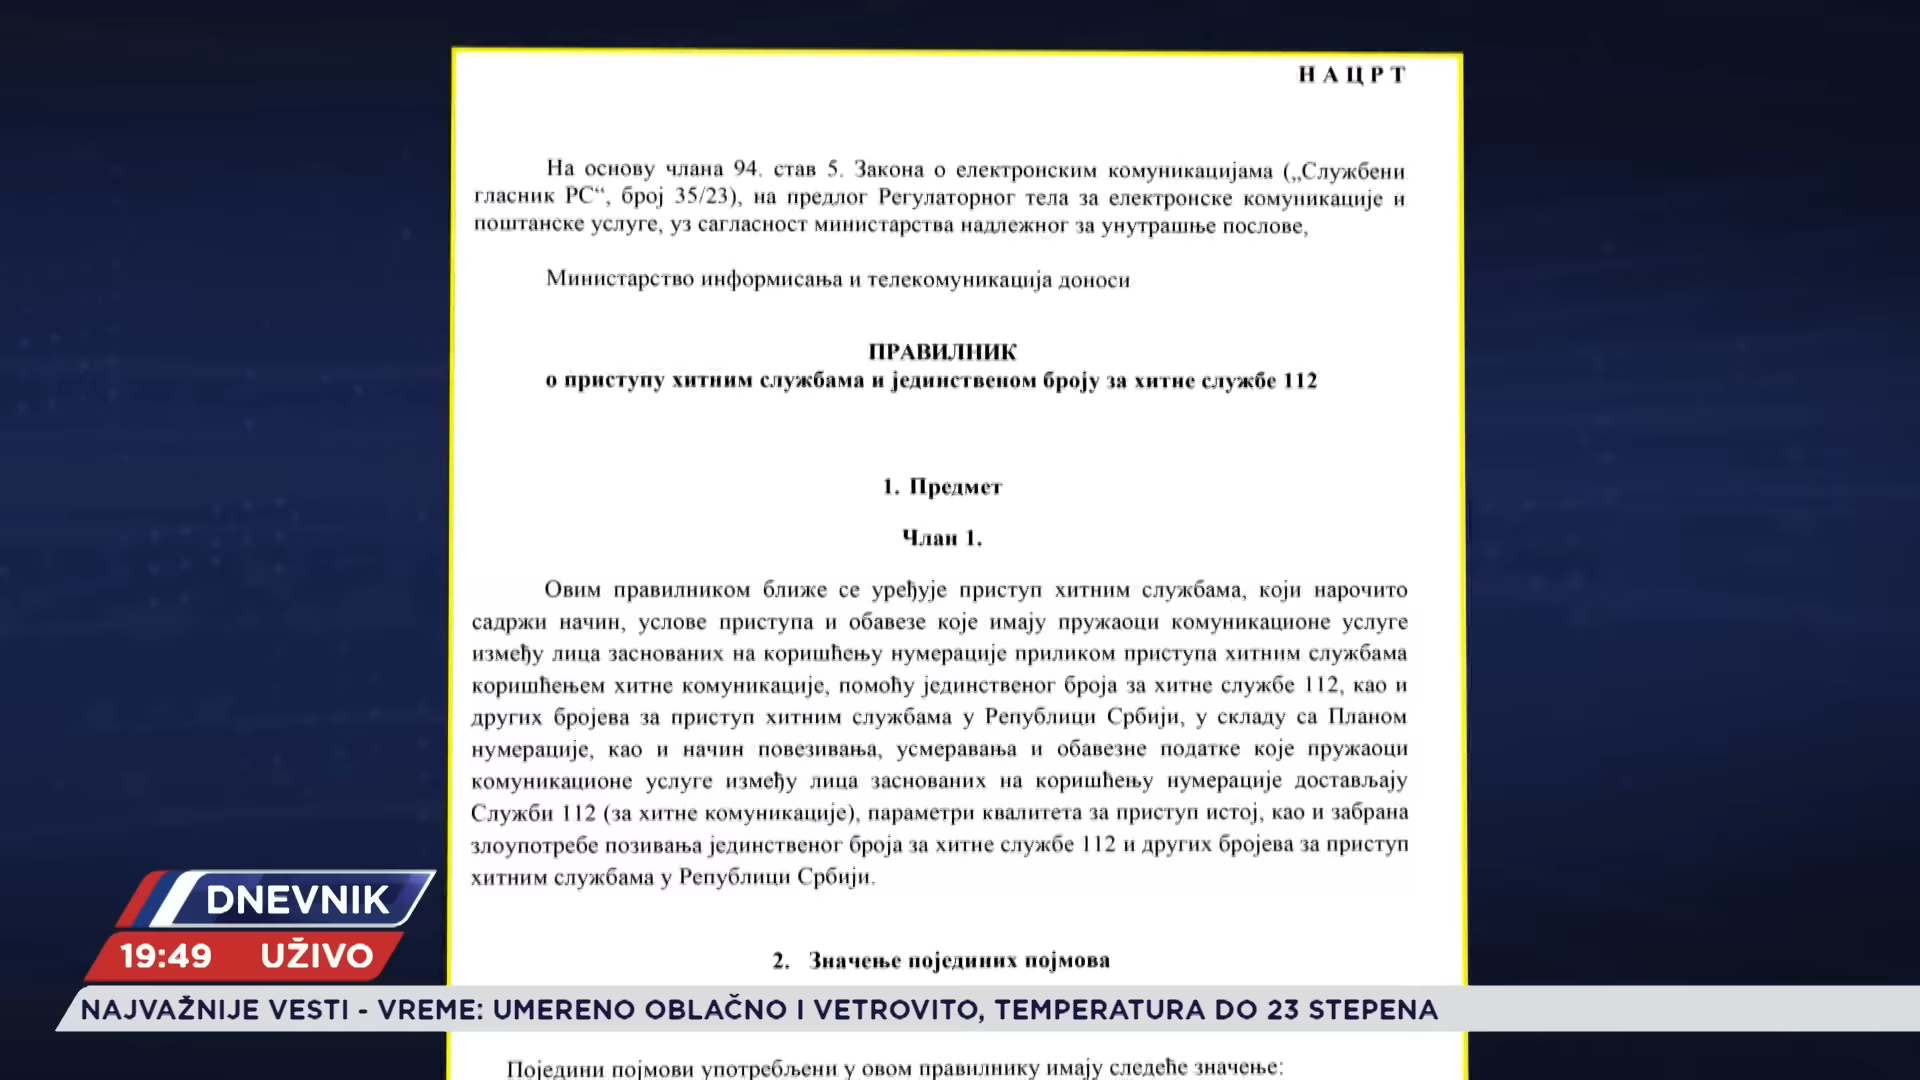 НАЦРТ
На основу члана 94. став 5. Закона о електронским комуникацијама („Службени
гласник РС“, број 35/23), на предлог Регулаторног тела за електронске комуникације и
поштанске услуге, уз сагласност министарства надлежног за унутрашње послове,
Министарство информисања и телекомуникација доноси
ПРАВИЛНИК
о приступу хитним службама и јединственом броју за хитне службе 112
1. Предмет
Члан 1.
Овим правилником ближе се уређује приступ хитним службама, који нарочито
садржи начин, услове приступа и обавезе које имају пружаоци комуникационе услуге
између лица заснованих на коришћењу нумерације приликом приступа хитним службама
коришћењем хитне комуникације, помоћу јединственог броја за хитне службе 112, као и
других бројева за приступ хитним службама у Републици Србији, у складу са Планом
нумерације, као и начин повезивања, усмеравања и обавезне податке које пружаоци
комуникационе услуге између лица заснованих на коришћењу нумерације достављају
Служби 112 (за хитне комуникације), параметри квалитета за приступ истој, као и забрана
злоупотребе позивања јединственог броја за хитне службе 112 и других бројева за приступ
хитним службама у Републици Србији.
2. Значење појединих појмова
Поједини појмови употребљени у овом правилнику имају следеће значење:
DNEVNIK
19:49 UŽIVO
NAJVAŽNIJE VESTI - VREME: UMERENO OBLAČNO I VETROVITO, TEMPERATURA DO 23 STEPENA